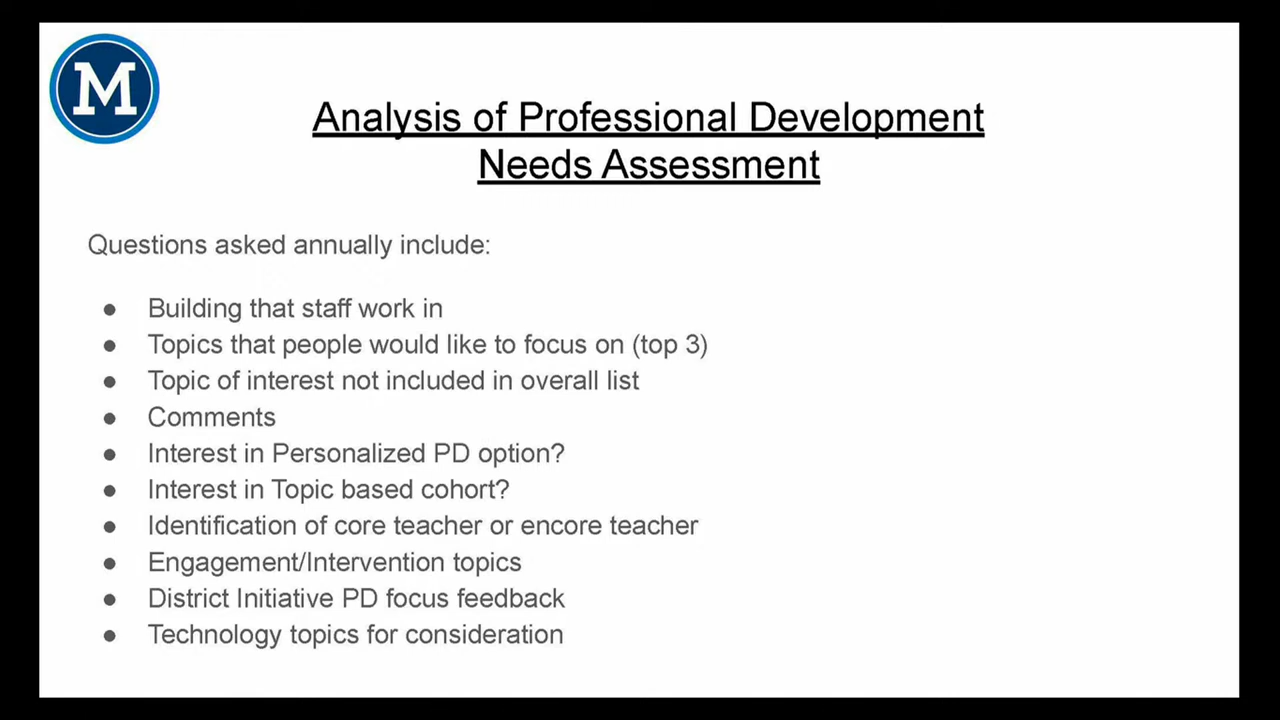 M
Analysis of Professional Development
Needs Assessment
Questions asked annually include:
● Building that staff work in
● Topics that people would like to focus on (top 3)
● Topic of interest not included in overall list
● Comments
● Interest in Personalized PD option?
● Interest in Topic based cohort?
● Identification of core teacher or encore teacher
● Engagement/Intervention topics
● District Initiative PD focus feedback
● Technology topics for consideration